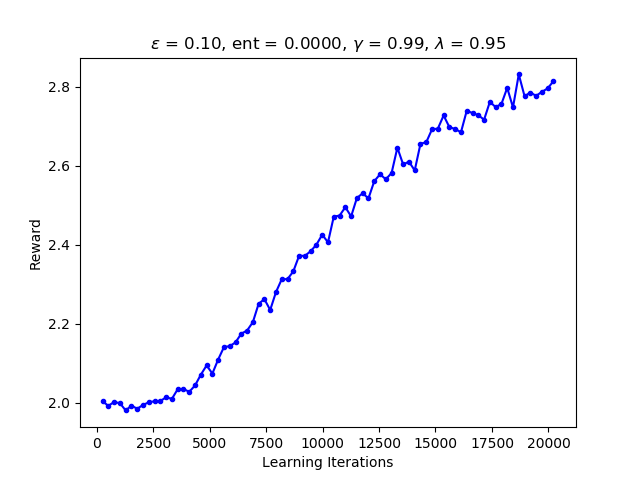 ε = 0.10, ent = 0.0000, γ = 0.99, λ = 0.95
2.8
2.6
2.4
2.2
2.0
Reward
0 2500 5000 7500 10000 12500 15000 17500 20000
Learning Iterations